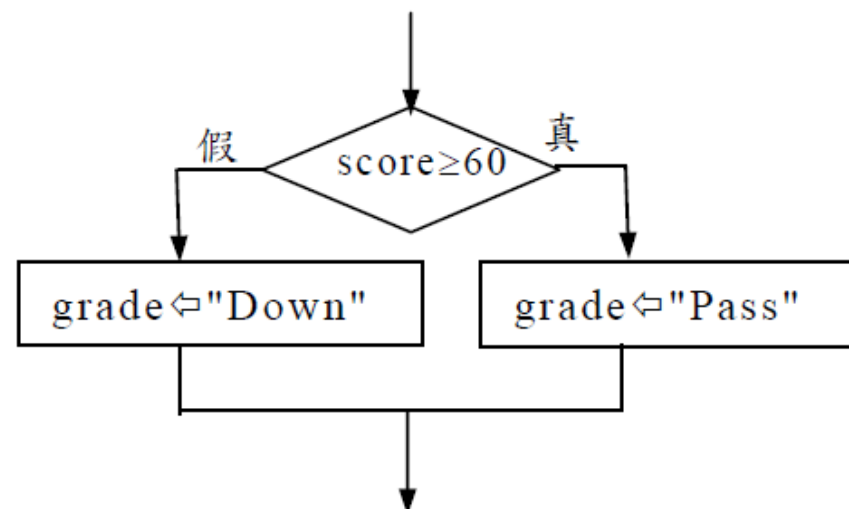 假
真
score≥60
grade⇦"Down"
grade⇦"Pass"